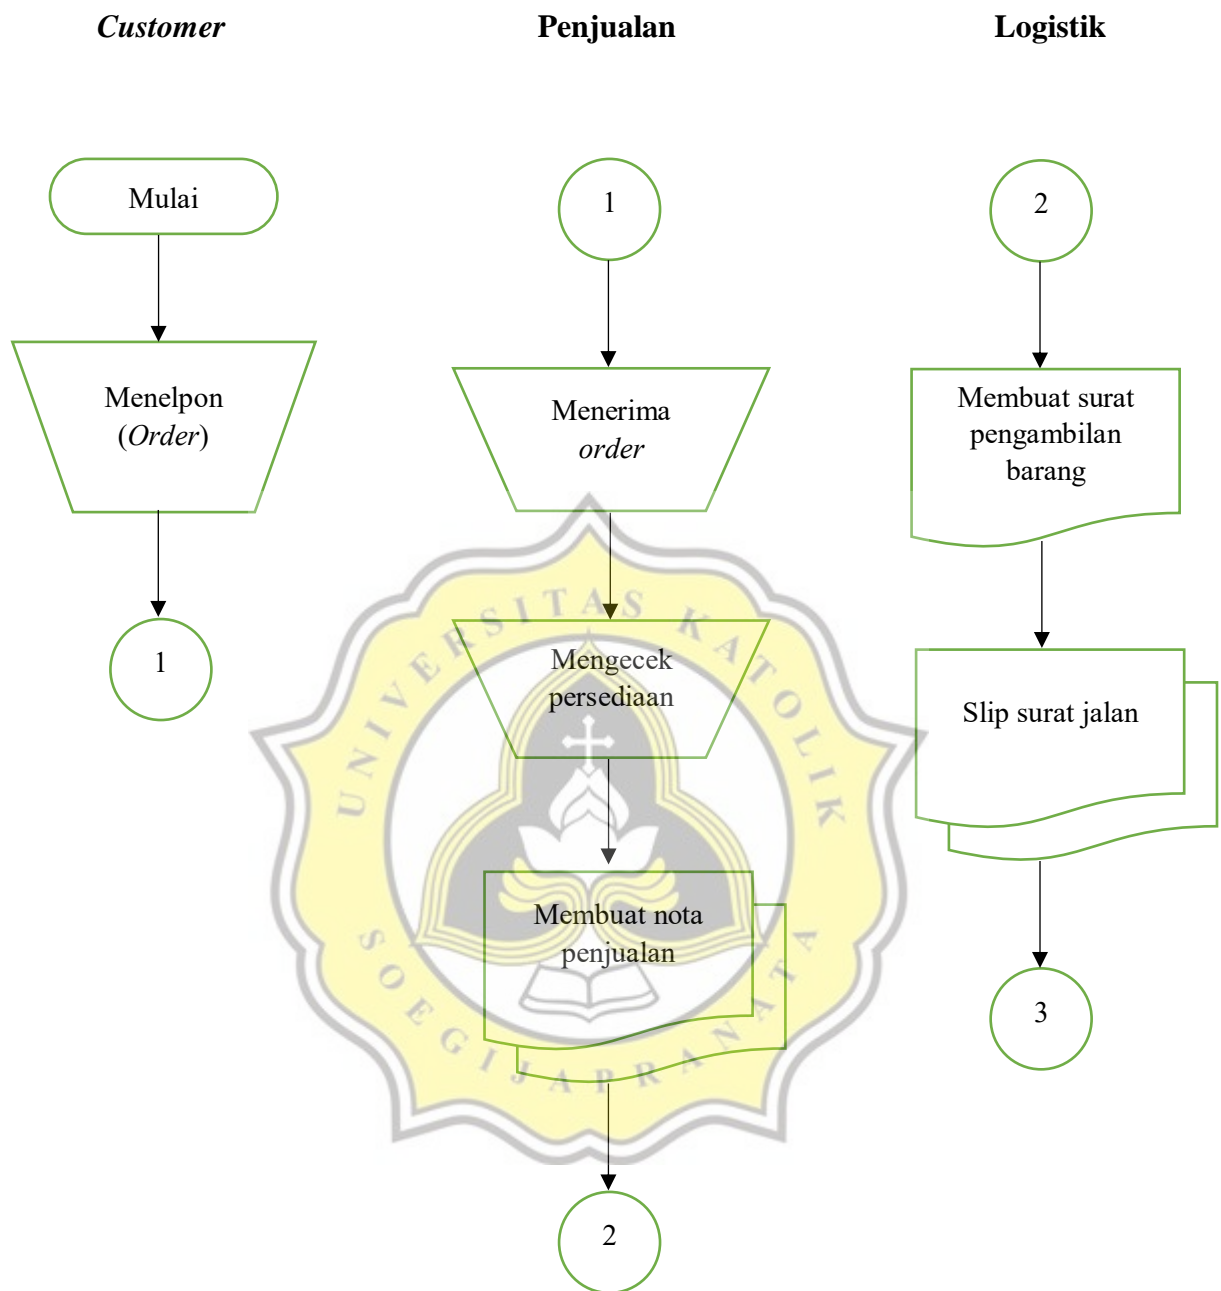 Customer
Penjualan
Logistik
Mulai
Menelpon
(Order)
1
1
Menerima
order
Mengecek
persediaan
Membuat nota
penjualan
2
2
Membuat surat
pengambilan
barang
Slip surat jalan
3
UNIVERSITAS KATOLIK
SOEGIJAPRANATA